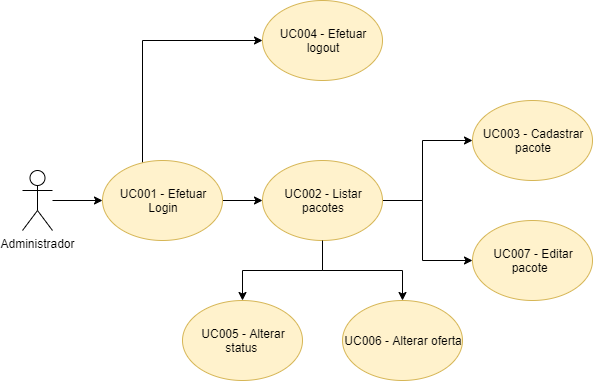 UC004 - Efetuar
logout
UC003 - Cadastrar
pacote
UC001 - Efetuar
Login
UC002 - Listar
pacotes
Administrador
UC007 - Editar
pacote
UC005 - Alterar
status
UC006 - Alterar oferta